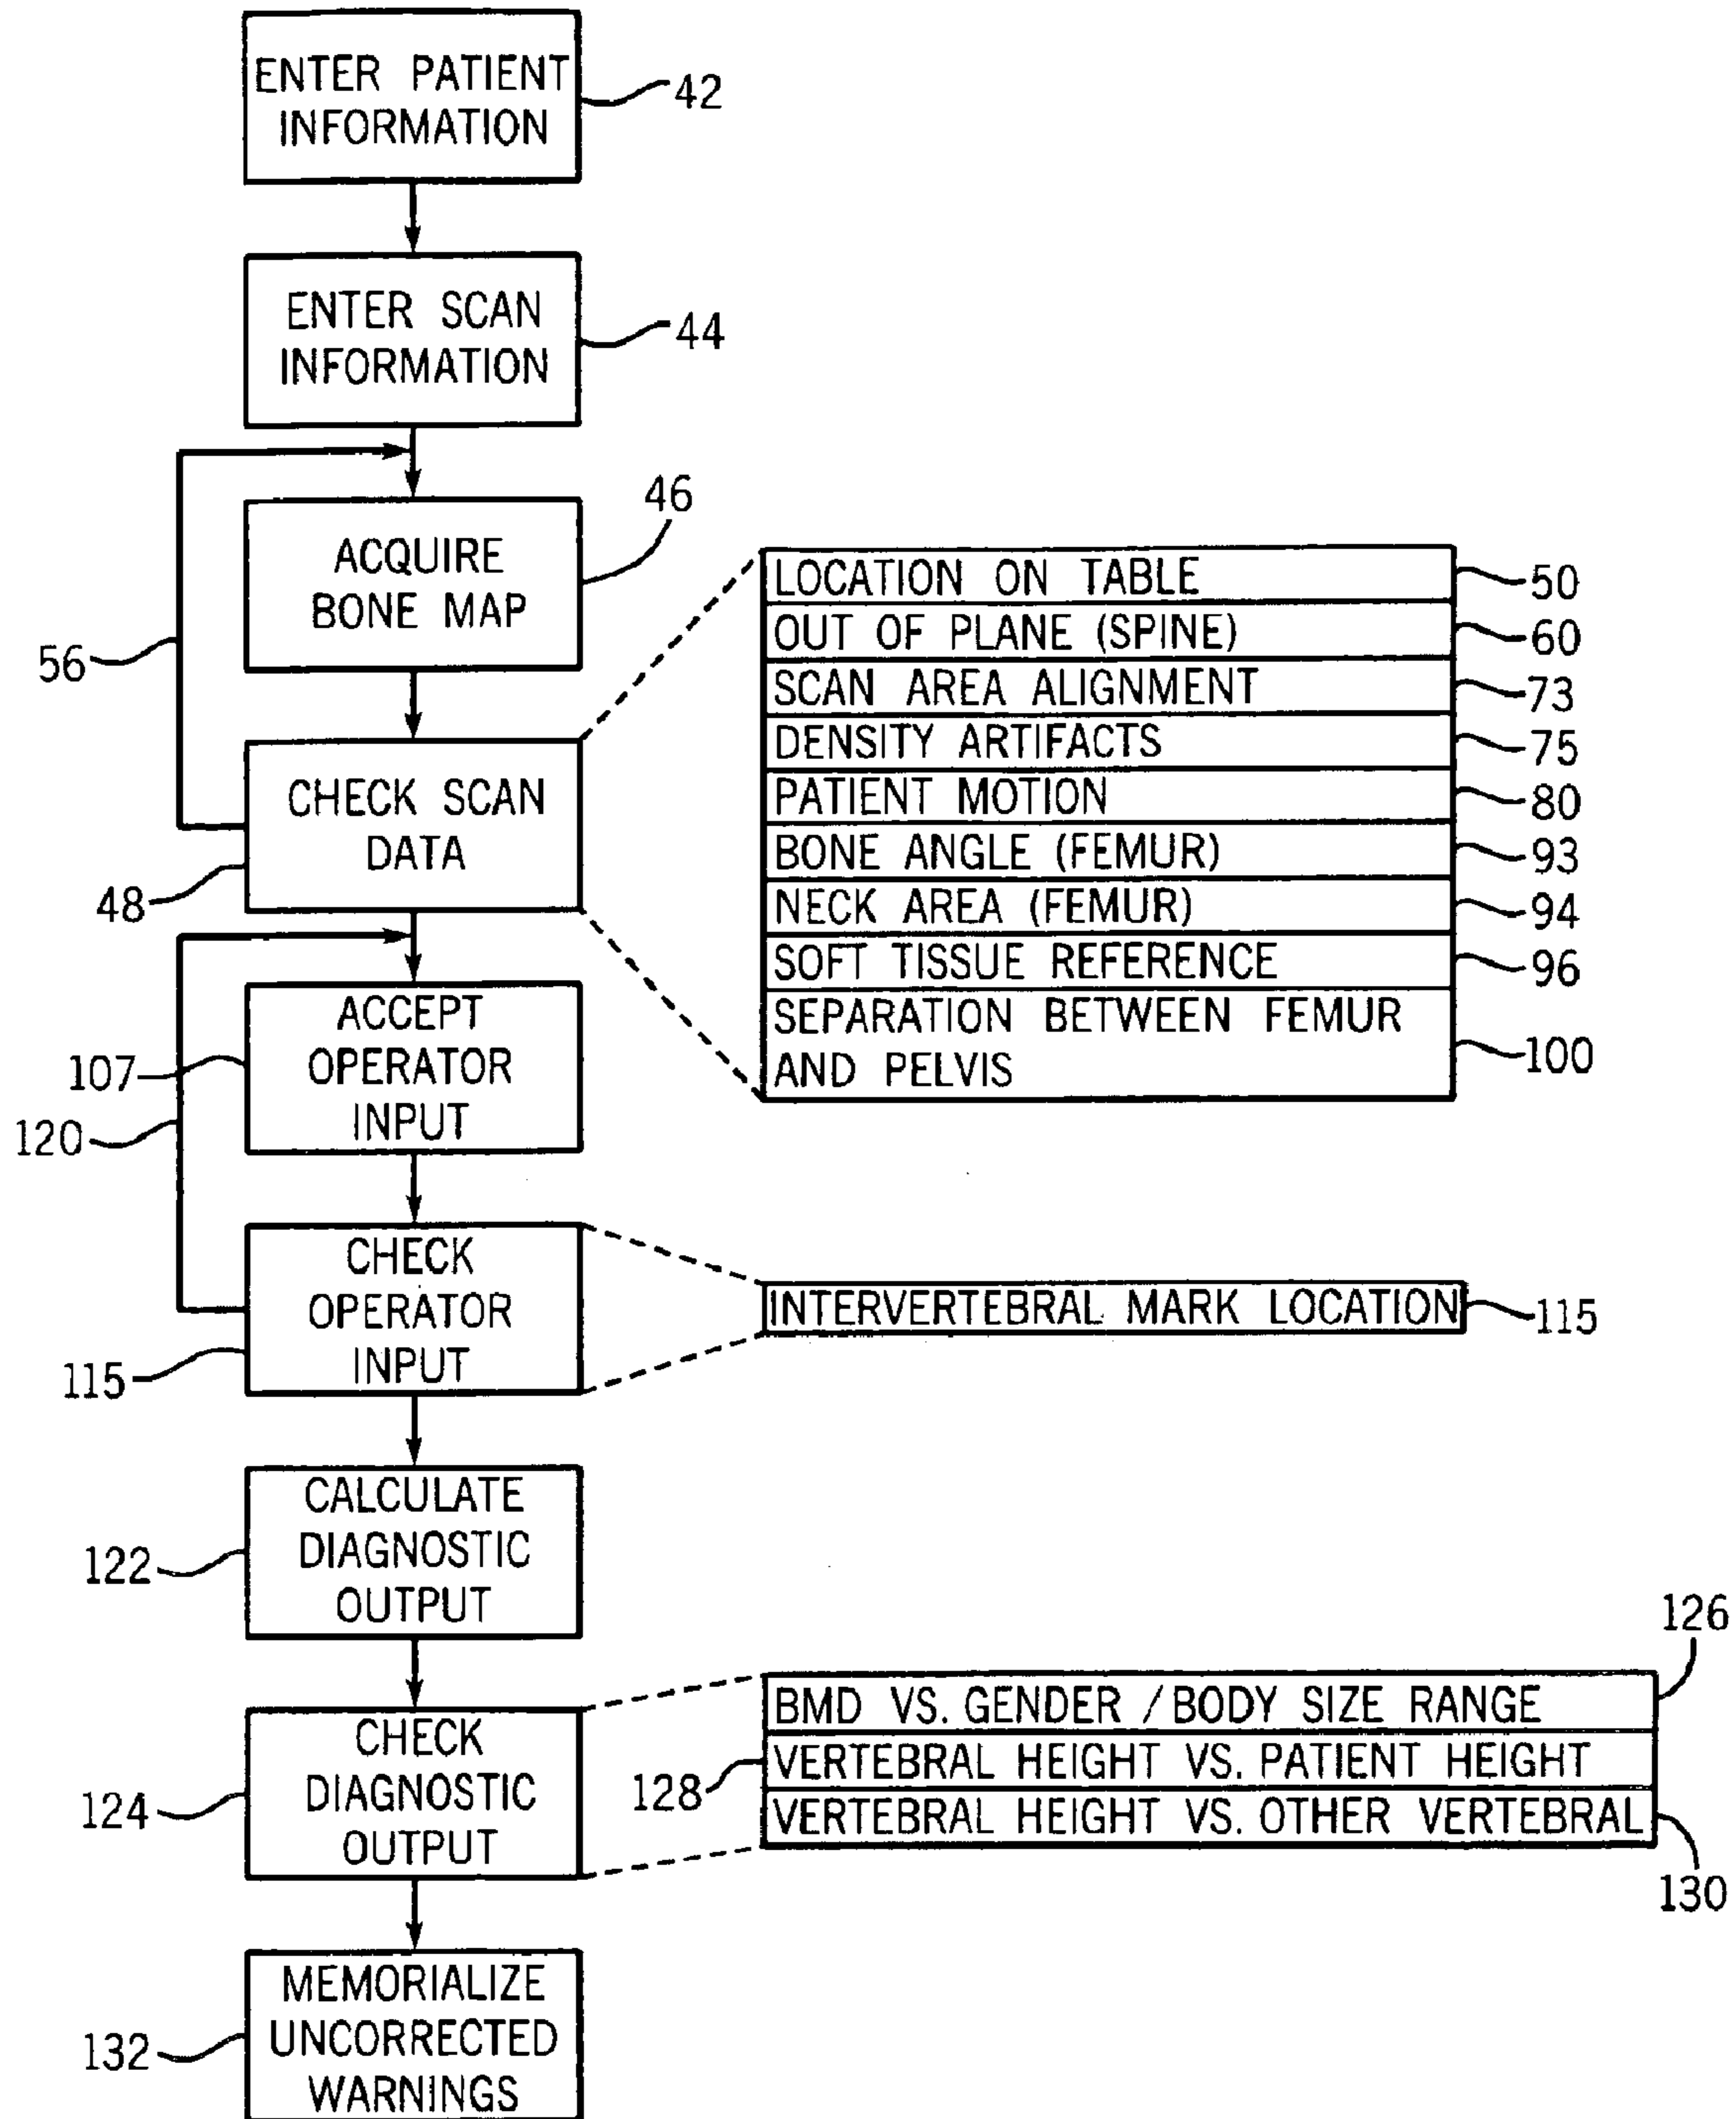 ENTER PATIENT
INFORMATION
42
ENTER SCAN
INFORMATION
44
ACQUIRE
BONE MAP
46
56
CHECK SCAN
DATA
48
LOCATION ON TABLE
50
OUT OF PLANE (SPINE)
60
SCAN AREA ALIGNMENT
73
DENSITY ARTIFACTS
75
PATIENT MOTION
80
BONE ANGLE (FEMUR)
93
NECK AREA (FEMUR)
94
SOFT TISSUE REFERENCE
96
SEPARATION BETWEEN FEMUR
AND PELVIS
100
ACCEPT
OPERATOR
INPUT
107
120
CHECK
OPERATOR
INPUT
115
INTERVERTEBRAL MARK LOCATION
115
CALCULATE
DIAGNOSTIC
OUTPUT
122
CHECK
DIAGNOSTIC
OUTPUT
124
BMD VS. GENDER / BODY SIZE RANGE
126
VERTEBRAL HEIGHT VS. PATIENT HEIGHT
128
VERTEBRAL HEIGHT VS. OTHER VERTEBRAL
130
MEMORIALIZE
UNCORRECTED
WARNINGS
132